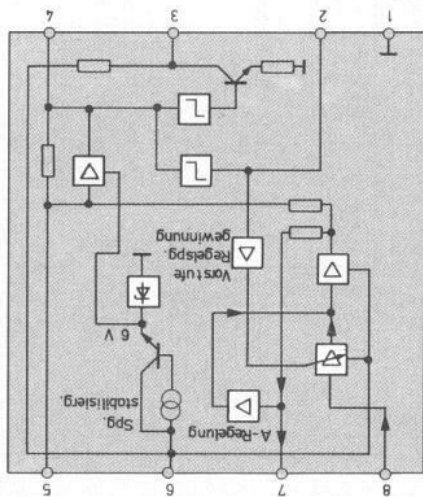 8 7 6 5
A-Regelung
Spg.
stabilisierg.
6 V
Vorstufe
Regelspg.
gewinnung
1 2 3 4